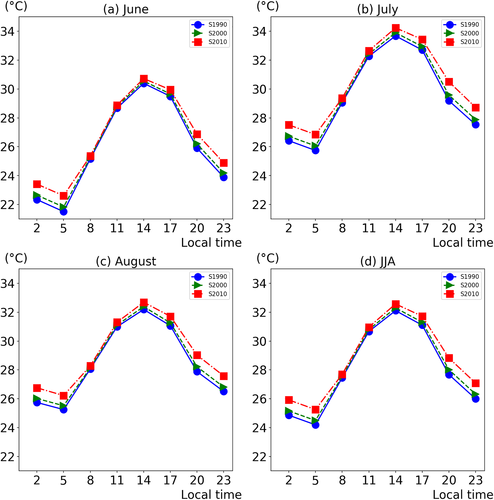 (°C) (a) June (°C) (b) July
S1990 S1990
S2000 S2000
S2010 S2010
34 34
32 32
30 30
28 28
26 26
24 24
22 22
2 5 8 11 14 17 20 23 2 5 8 11 14 17 20 23
Local time Local time
(°C) (c) August (°C) (d) JJA
S1990 S1990
S2000 S2000
S2010 S2010
34 34
32 32
30 30
28 28
26 26
24 24
22 22
2 5 8 11 14 17 20 23 2 5 8 11 14 17 20 23
Local time Local time